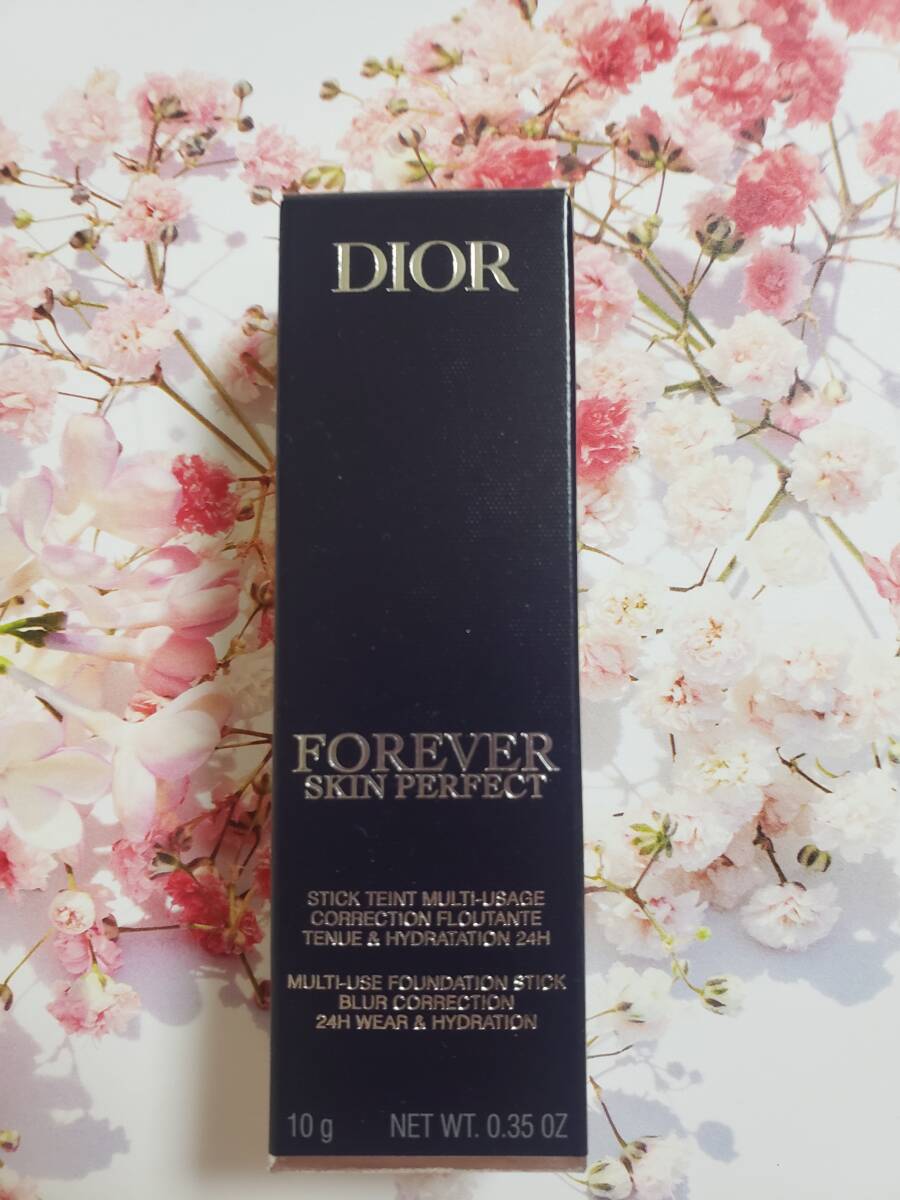 DIOR
FOREVER
SKIN PERFECT
STICK TEINT MULTI-USAGE
CORRECTION FLOUTANTE
TENUE & HYDRATATION 24H
MULTI-USE FOUNDATION STICK
BLUR CORRECTION
24H WEAR & HYDRATION
10 g NET WT. 0.35 OZ